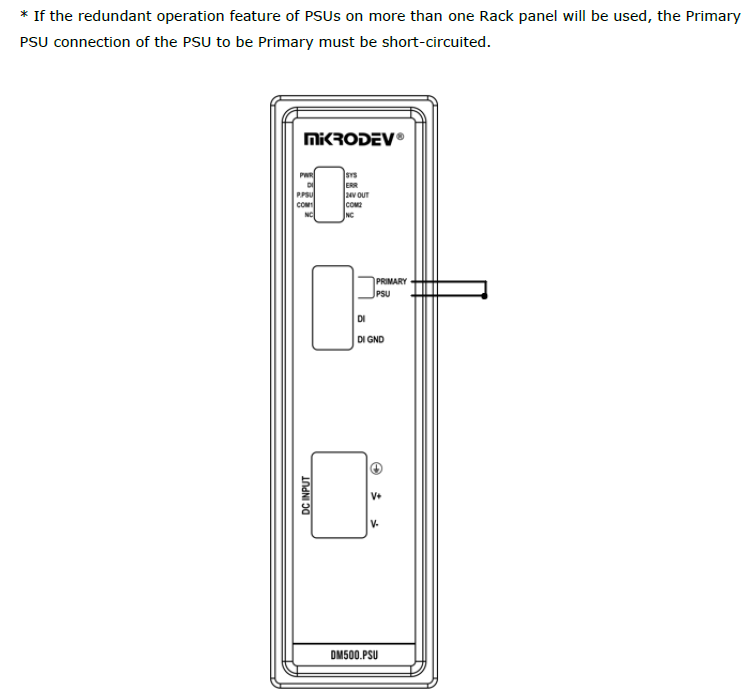 * If the redundant operation feature of PSUs on more than one Rack panel will be used, the Primary
PSU connection of the PSU to be Primary must be short-circuited.
MIKRODEV®
PWR SYS
DI ERR
P.PSU 24V OUT
COM1 COM2
NC NC
PRIMARY
PSU
DI
DI GND
DC INPUT
V+
V-
DM500.PSU